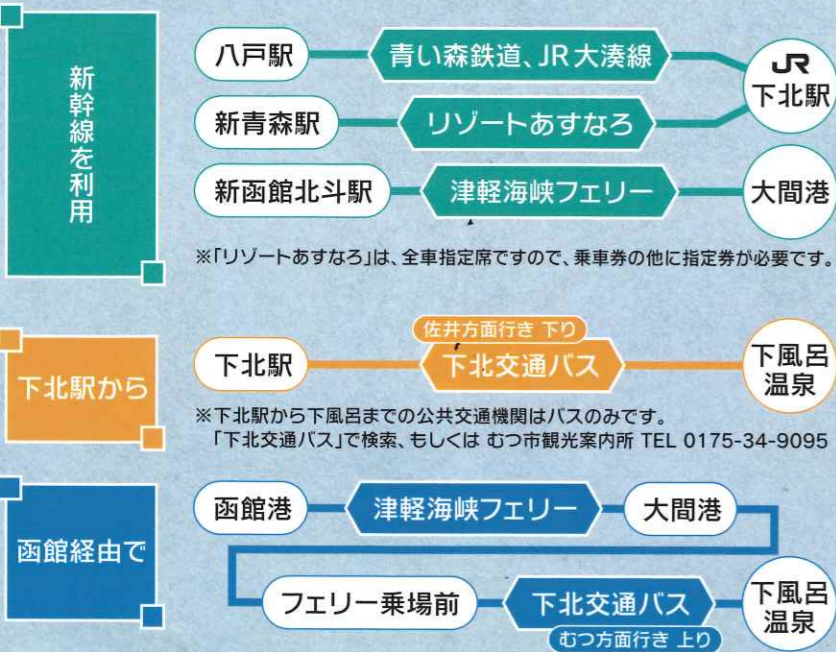 新幹線を利用
八戸駅 青い森鉄道、JR大湊線 JR下北駅
新青森駅 リゾートあすなろ
新函館北斗駅 津軽海峡フェリー 大間港
※「リゾートあすなろ」は、全車指定席ですので、乗車券の他に指定券が必要です。
下北駅から
佐井方面行き 下り
下北駅 下北交通バス 下風呂温泉
※下北駅から下風呂までの公共交通機関はバスのみです。
「下北交通バス」で検索、もしくは むつ市観光案内所 TEL 0175-34-9095
函館経由で
函館港 津軽海峡フェリー 大間港
フェリー乗場前 下北交通バス 下風呂温泉
むつ方面行き 上り